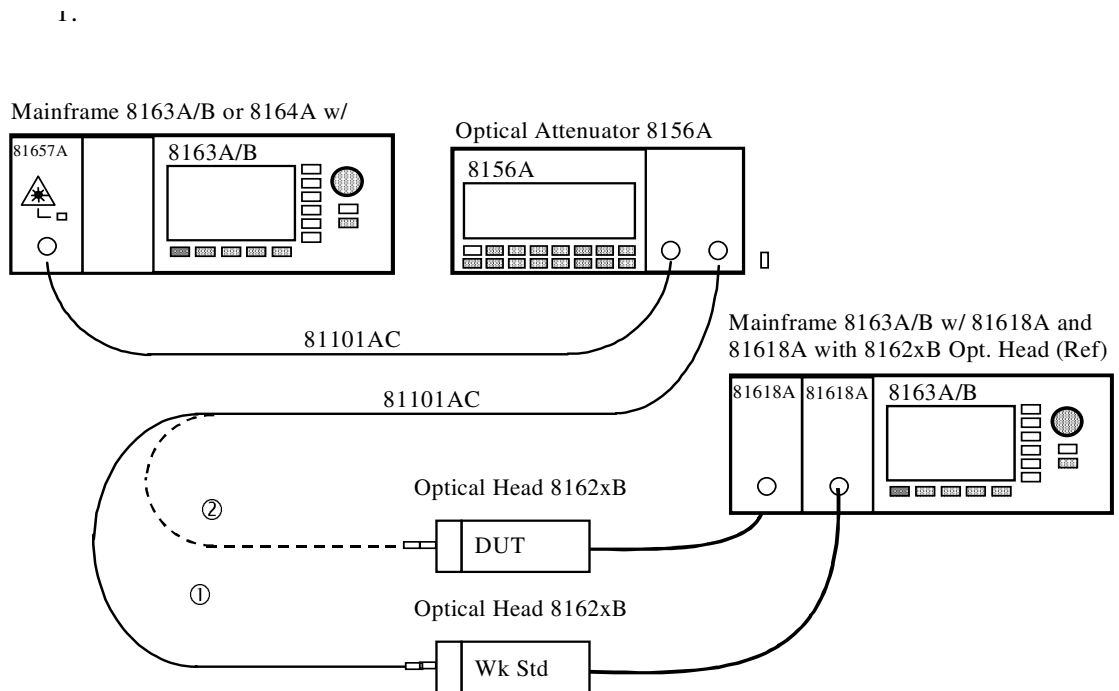 1.
Mainframe 8163A/B or 8164A w/
81657A
8163A/B
Optical Attenuator 8156A
8156A
81101AC
Mainframe 8163A/B w/ 81618A and
81618A with 8162xB Opt. Head (Ref)
81618A
81618A
8163A/B
81101AC
Optical Head 8162xB
②
DUT
①
Optical Head 8162xB
Wk Std